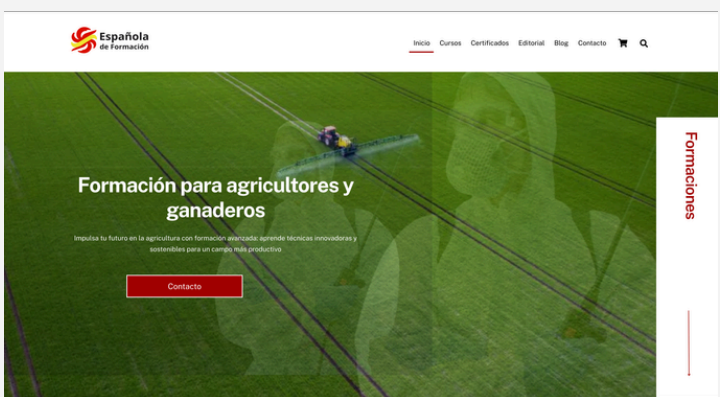 Española
de Formación
Inicio Cursos Certificados Editorial Blog Contacto
Formación para agricultores y
ganaderos
Impulsa tu futuro en la agricultura con formación avanzada: aprende técnicas innovadoras y
sostenibles para un campo más productivo
Contacto
Formaciones